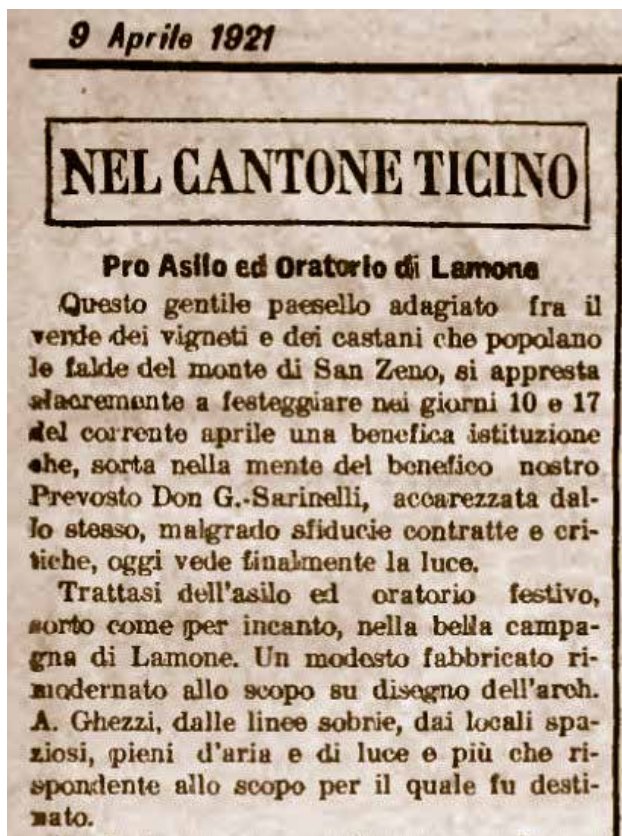 9 Aprile 1921
NEL CANTONE TICINO
Pro Asilo ed Oratorio di Lamone
Questo gentile paesello adagiato fra il
verde dei vigneti e dei castani che popolano
le falde del monte di San Zeno, si appresta
alacremente a festeggiare nei giorni 10 e 17
del corrente aprile una benefica istituzione
che, sorta nella mente del benefico nostro
Prevosto Don G.-Sarinelli, accarezzata dal-
lo stesso, malgrado sfiducie contratte e cri-
tiche, oggi vede finalmente la luce.
Trattasi dell'asilo ed oratorio festivo,
sorto come per incanto, nella bella campa-
gna di Lamone. Un modesto fabbricato ri-
modernato allo scopo su disegno dell'arch.
A. Ghezzi, dalle linee sobrie, dai locali spa-
ziosi, pieni d'aria e di luce e più che ri-
spondente allo scopo per il quale fu desti-
nato.